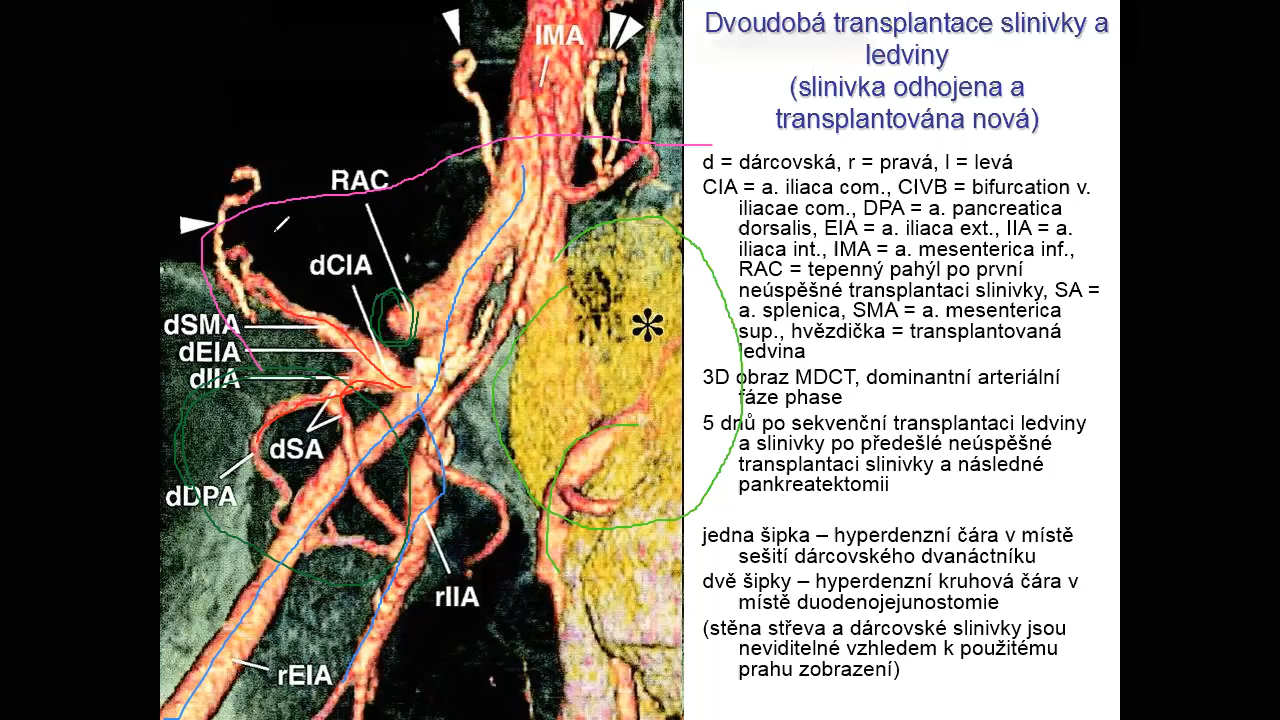 IMA
RAC
dCIA
dSMA
dEIA
dIIA
dSA
dDPA
rIIA
rEIA
*
Dvoudobá transplantace slinivky a
ledviny
(slinivka odhojena a
transplantována nová)
d = dárcovská, r = pravá, l = levá
CIA = a. iliaca com., CIVB = bifurcation v.
iliacae com., DPA = a. pancreatica
dorsalis, EIA = a. iliaca ext., IIA = a.
iliaca int., IMA = a. mesenterica inf.,
RAC = tepenný pahýl po první
neúspěšné transplantaci slinivky, SA =
a. splenica, SMA = a. mesenterica
sup., hvězdička = transplantovaná
ledvina
3D obraz MDCT, dominantní arteriální
fáze phase
5 dnů po sekvenční transplantaci ledviny
a slinivky po předešlé neúspěšné
transplantaci slinivky a následné
pankreatektomii
jedna šipka – hyperdenzní čára v místě
sešití dárcovského dvanáctníku
dvě šipky – hyperdenzní kruhová čára v
místě duodenojejunostomie
(stěna střeva a dárcovské slinivky jsou
neviditelné vzhledem k použitému
prahu zobrazení)